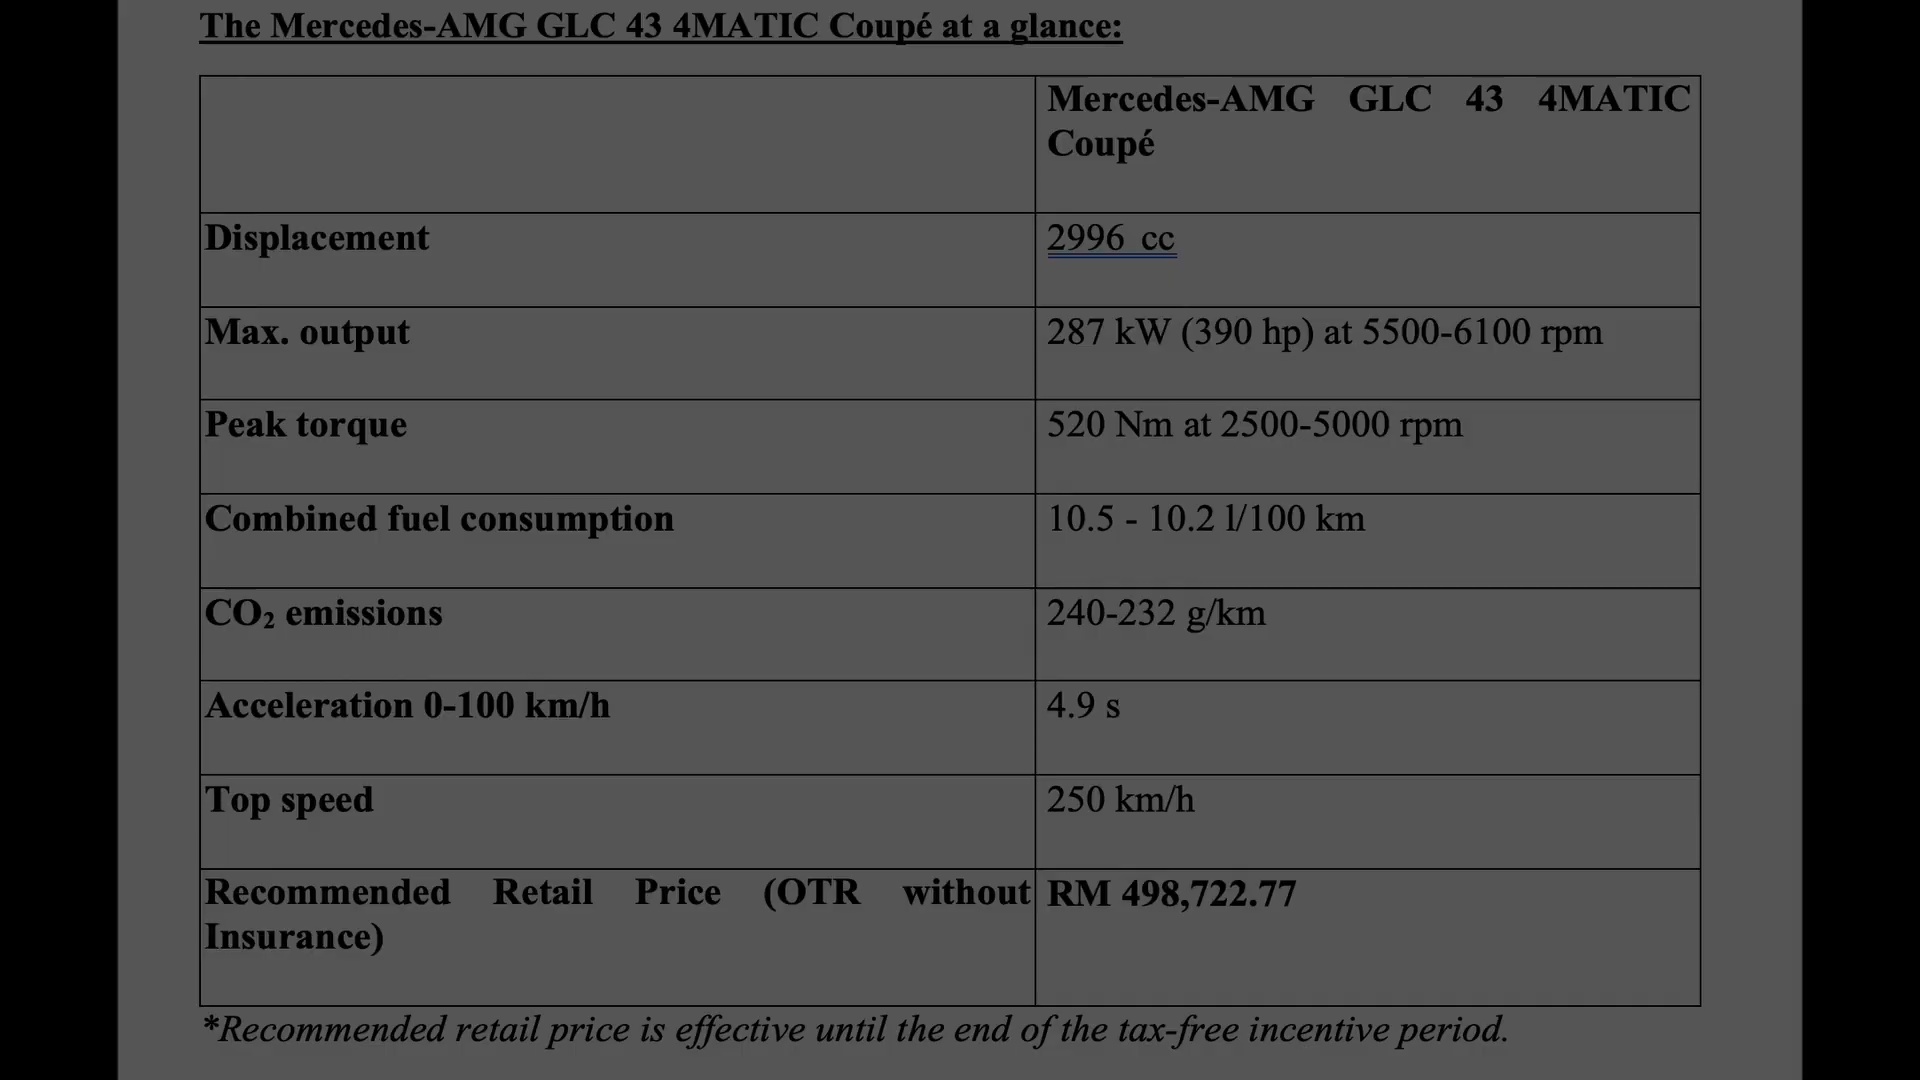 The Mercedes-AMG GLC 43 4MATIC Coupé at a glance:
Mercedes-AMG GLC 43 4MATIC
Coupé
Displacement
2996 cc
Max. output
287 kW (390 hp) at 5500-6100 rpm
Peak torque
520 Nm at 2500-5000 rpm
Combined fuel consumption
10.5 - 10.2 l/100 km
CO₂ emissions
240-232 g/km
Acceleration 0-100 km/h
4.9 s
Top speed
250 km/h
Recommended Retail Price (OTR without
Insurance)
RM 498,722.77
*Recommended retail price is effective until the end of the tax-free incentive period.